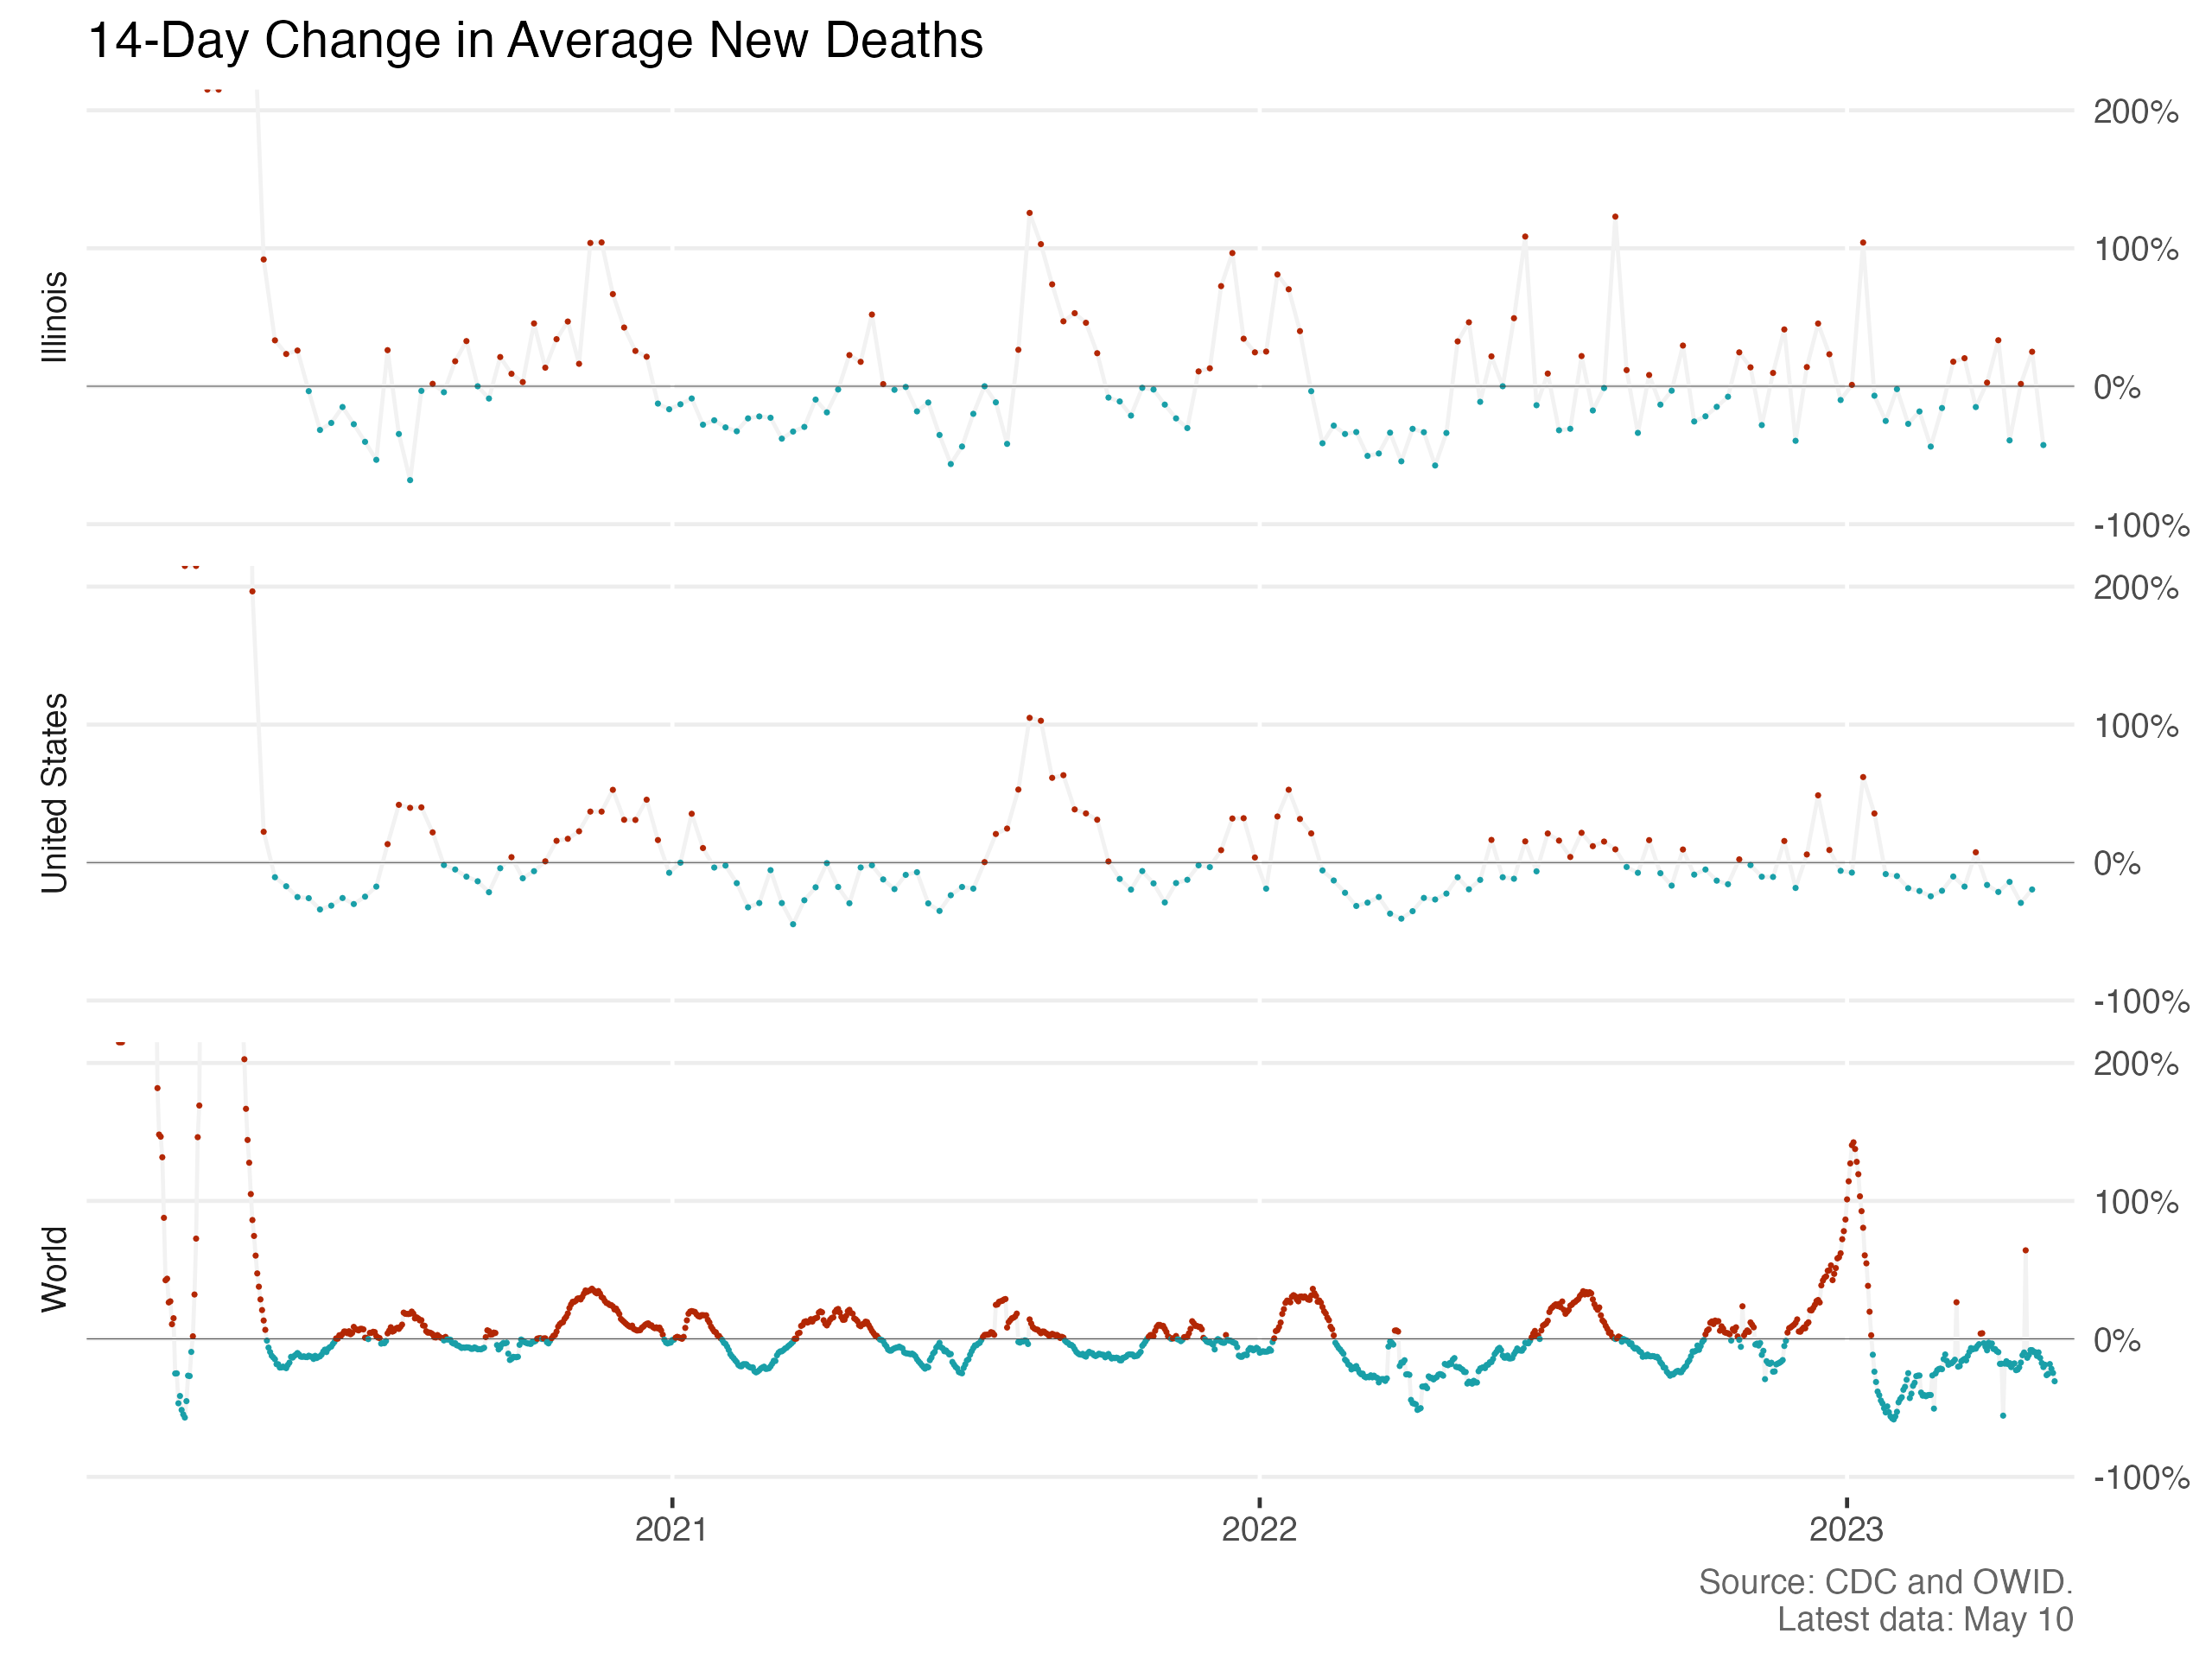 14-Day Change in Average New Deaths
Illinois
200%
100%
0%
-100%
United States
200%
100%
0%
-100%
World
200%
100%
0%
-100%
2021
2022
2023
Source: CDC and OWID.
Latest data: May 10